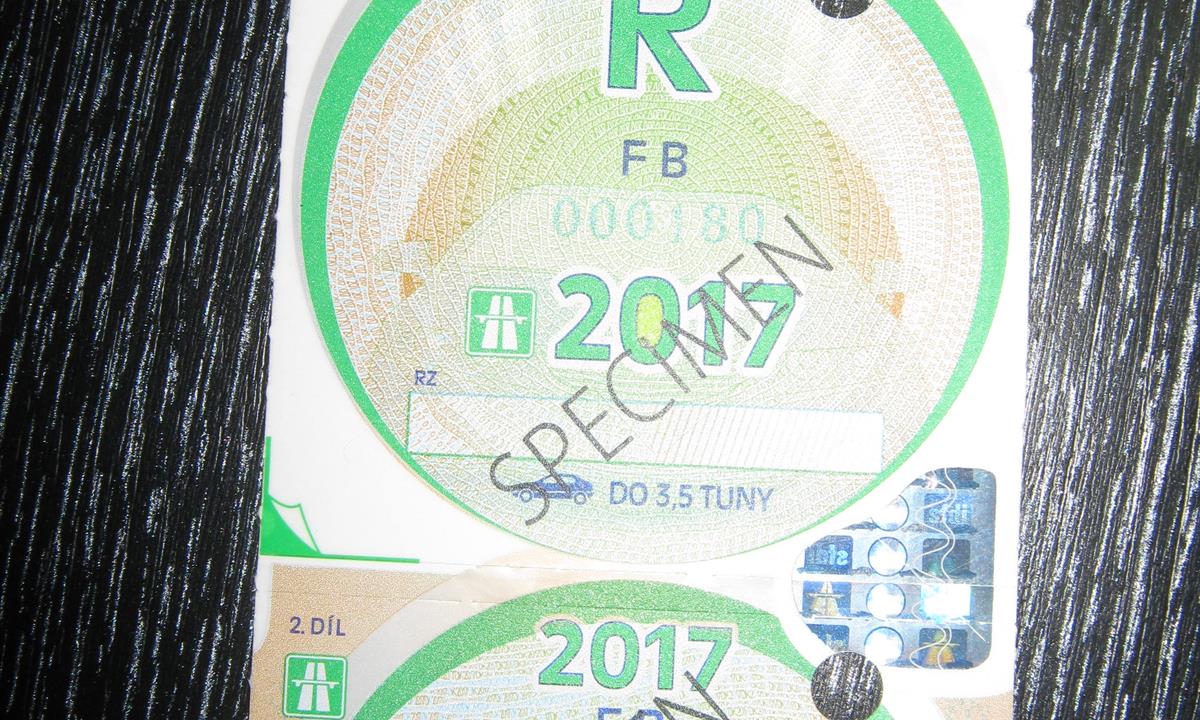 R
FB
000180
2017
RZ
SPECIMEN
DO 3,5 TUNY
2. DÍL
2017